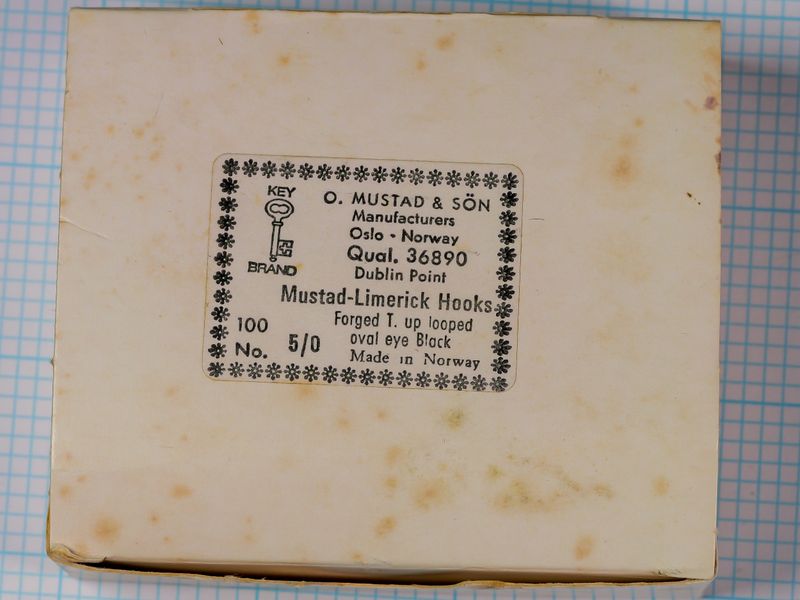 KEY
BRAND
O. MUSTAD & SÖN
Manufacturers
Oslo • Norway
Qual. 36890
Dublin Point
Mustad-Limerick Hooks
Forged T. up looped
oval eye Black
Made in Norway
100
No. 5/0